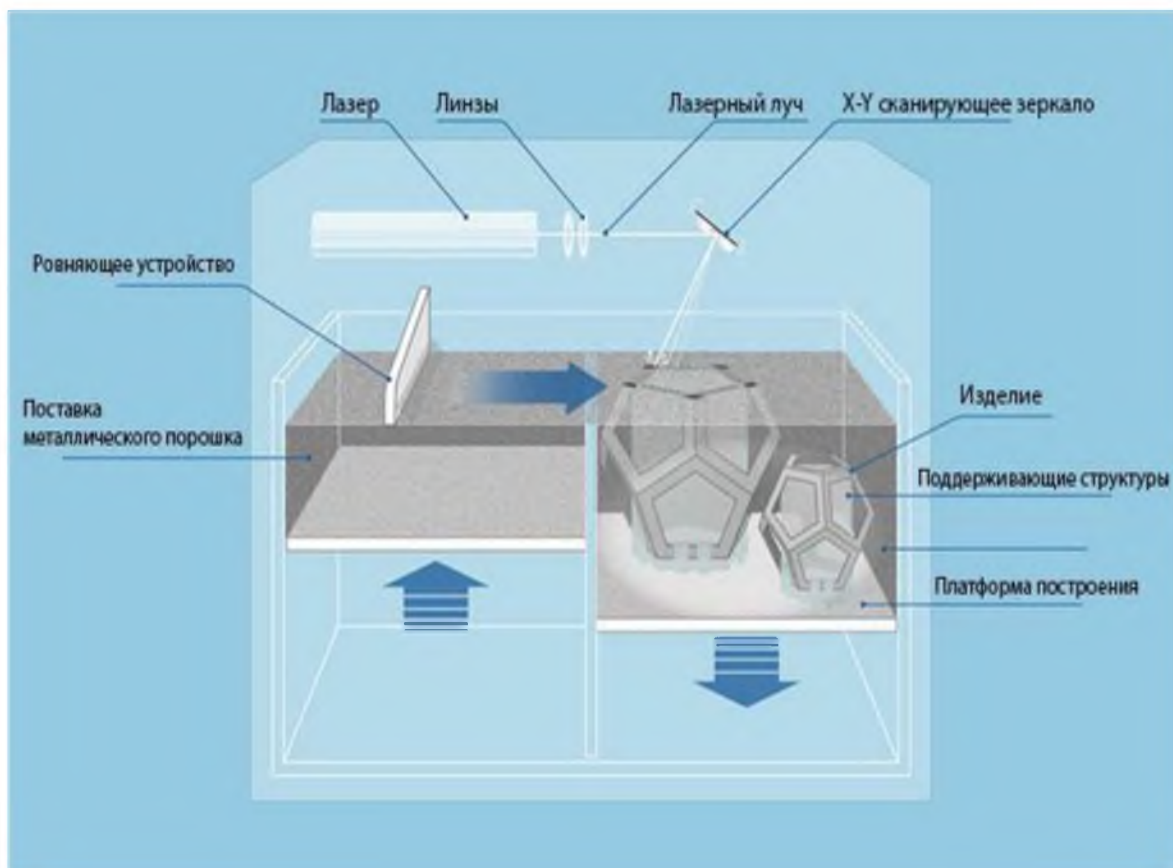 Лазер
Линзы
Лазерный луч
X-Y сканирующее зеркало
Ровняющее устройство
Поставка
металлического порошка
Изделие
Поддерживающие структуры
Платформа построения